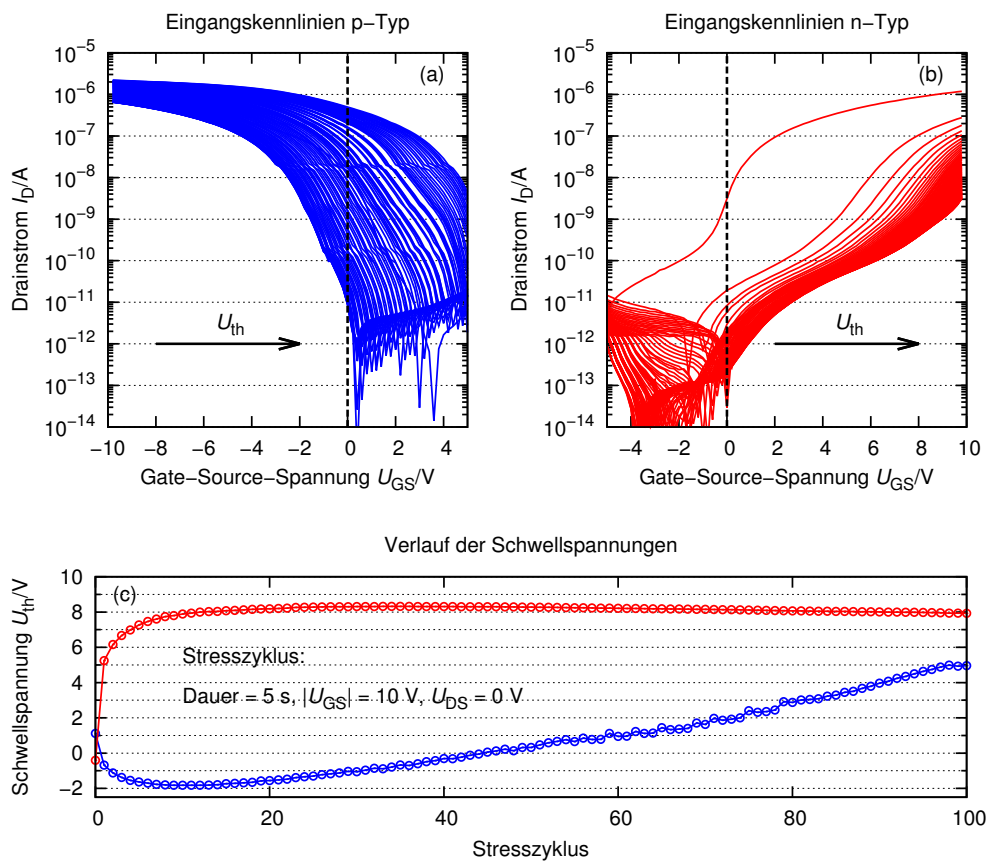 Eingangskennlinien p−Typ
Eingangskennlinien n−Typ
Drainstrom I_D/A
10^−5
10^−6
10^−7
10^−8
10^−9
10^−10
10^−11
10^−12
10^−13
10^−14
(a)
U_th
−10 −8 −6 −4 −2 0 2 4
Gate−Source−Spannung U_GS/V
Drainstrom I_D/A
10^−5
10^−6
10^−7
10^−8
10^−9
10^−10
10^−11
10^−12
10^−13
10^−14
(b)
U_th
−4 −2 0 2 4 6 8 10
Gate−Source−Spannung U_GS/V
Verlauf der Schwellspannungen
Schwellspannung U_th/V
10
8
6
4
2
0
−2
(c)
Stresszyklus:
Dauer = 5 s, |U_GS| = 10 V, U_DS = 0 V
0 20 40 60 80 100
Stresszyklus